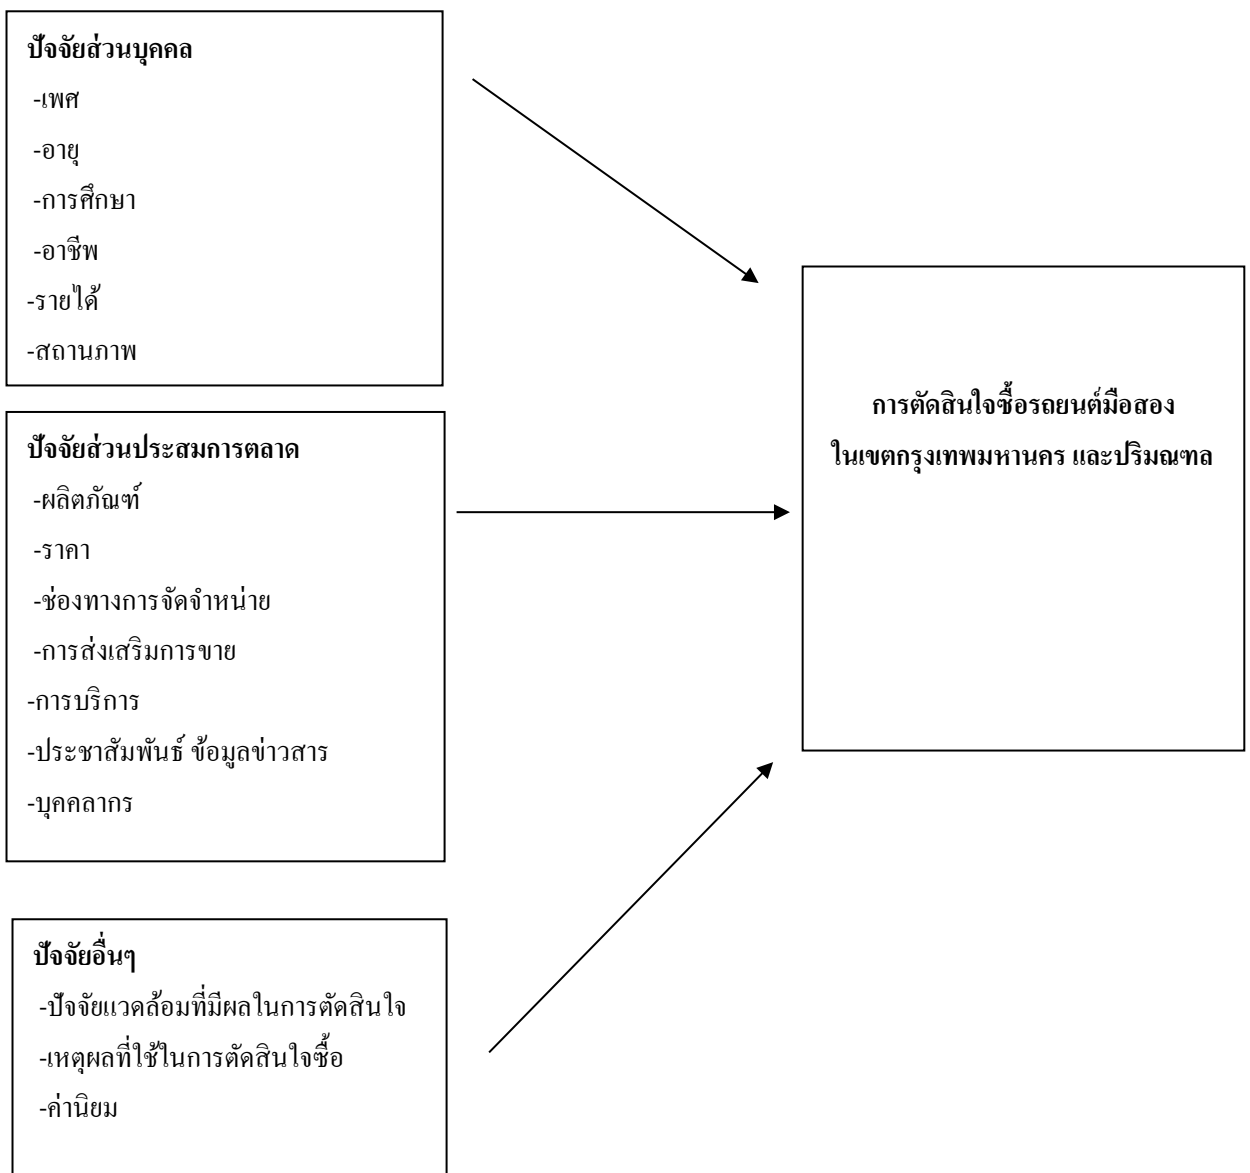 ปัจจัยส่วนบุคคล
-เพศ
-อายุ
-การศึกษา
-อาชีพ
-รายได้
-สถานภาพ
ปัจจัยส่วนประสมการตลาด
-ผลิตภัณฑ์
-ราคา
-ช่องทางการจัดจำหน่าย
-การส่งเสริมการขาย
-การบริการ
-ประชาสัมพันธ์ ข้อมูลข่าวสาร
-บุคคลากร
ปัจจัยอื่นๆ
-ปัจจัยแวดล้อมที่มีผลในการตัดสินใจ
-เหตุผลที่ใช้ในการตัดสินใจซื้อ
-ค่านิยม
การตัดสินใจซื้อรถยนต์มือสอง
ในเขตกรุงเทพมหานคร และปริมณฑล